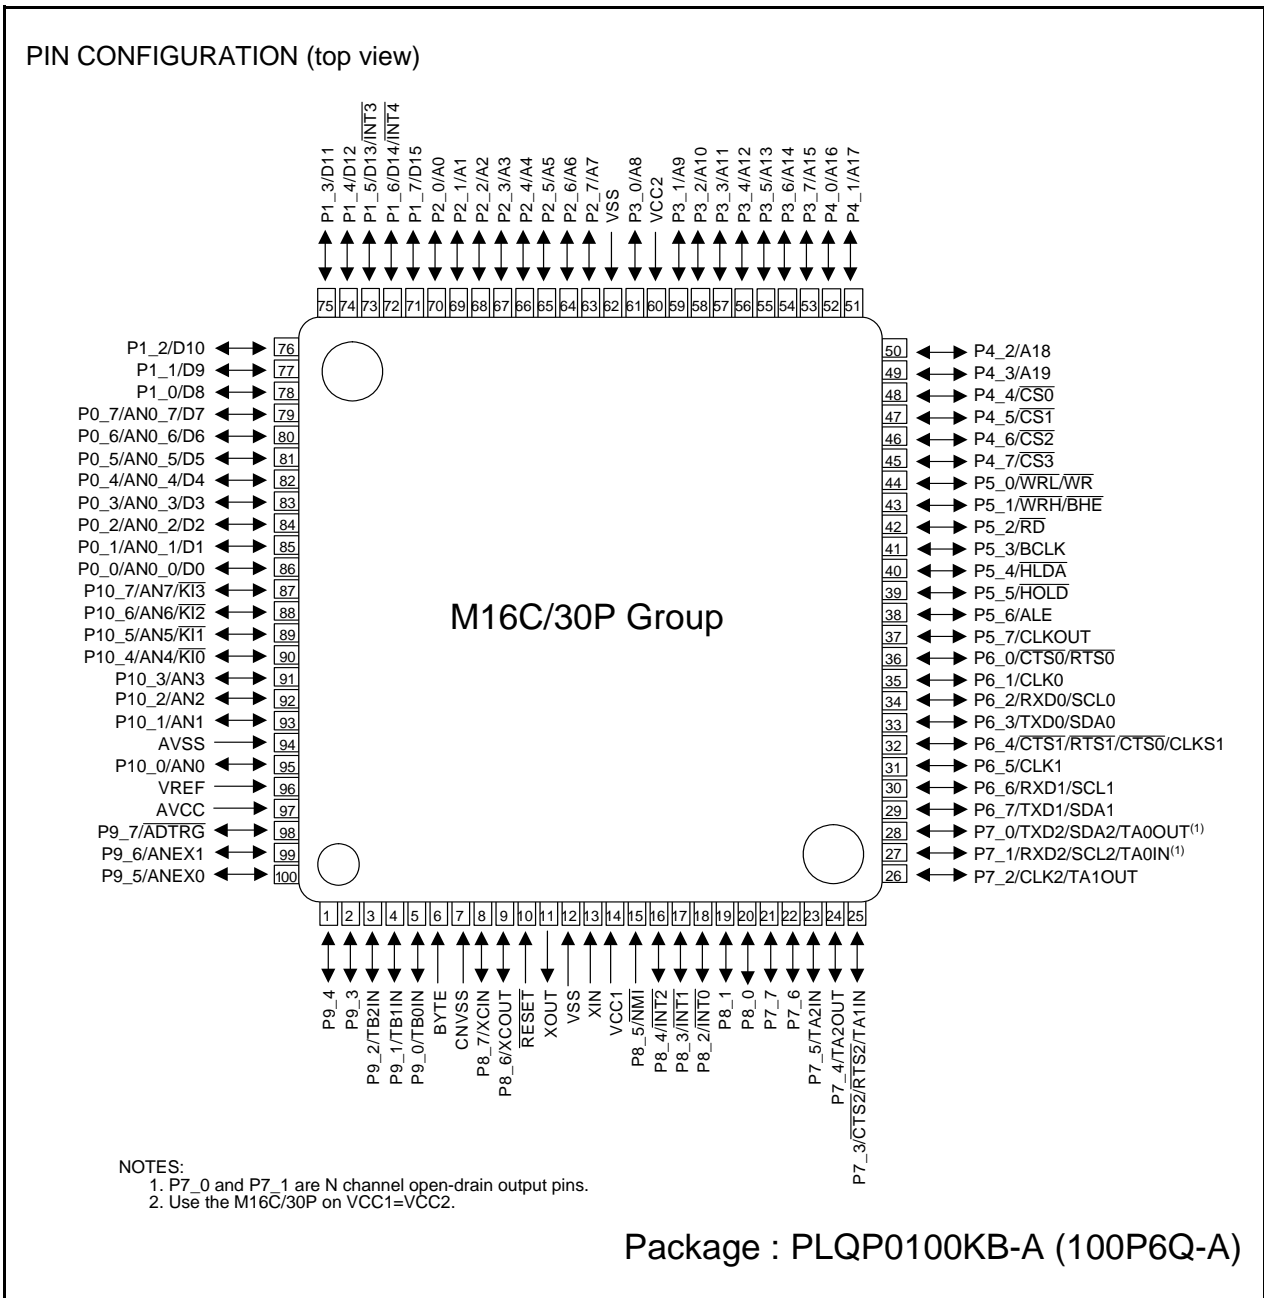 PIN CONFIGURATION (top view)
P1_3/D11
P1_4/D12
P1_5/D13/INT3
P1_6/D14/INT4
P1_7/D15
P2_0/A0
P2_1/A1
P2_2/A2
P2_3/A3
P2_4/A4
P2_5/A5
P2_6/A6
P2_7/A7
VSS
P3_0/A8
VCC2
P3_1/A9
P3_2/A10
P3_3/A11
P3_4/A12
P3_5/A13
P3_6/A14
P3_7/A15
P4_0/A16
P4_1/A17
75 74 73 72 71 70 69 68 67 66 65 64 63 62 61 60 59 58 57 56 55 54 53 52 51
P1_2/D10 76
P1_1/D9 77
P1_0/D8 78
P0_7/AN0_7/D7 79
P0_6/AN0_6/D6 80
P0_5/AN0_5/D5 81
P0_4/AN0_4/D4 82
P0_3/AN0_3/D3 83
P0_2/AN0_2/D2 84
P0_1/AN0_1/D1 85
P0_0/AN0_0/D0 86
P10_7/AN7/KI3 87
P10_6/AN6/KI2 88
P10_5/AN5/KI1 89
P10_4/AN4/KI0 90
P10_3/AN3 91
P10_2/AN2 92
P10_1/AN1 93
AVSS 94
P10_0/AN0 95
VREF 96
AVCC 97
P9_7/ADTRG 98
P9_6/ANEX1 99
P9_5/ANEX0 100
M16C/30P Group
50 P4_2/A18
49 P4_3/A19
48 P4_4/CS0
47 P4_5/CS1
46 P4_6/CS2
45 P4_7/CS3
44 P5_0/WRL/WR
43 P5_1/WRH/BHE
42 P5_2/RD
41 P5_3/BCLK
40 P5_4/HLDA
39 P5_5/HOLD
38 P5_6/ALE
37 P5_7/CLKOUT
36 P6_0/CTS0/RTS0
35 P6_1/CLK0
34 P6_2/RXD0/SCL0
33 P6_3/TXD0/SDA0
32 P6_4/CTS1/RTS1/CTS0/CLKS1
31 P6_5/CLK1
30 P6_6/RXD1/SCL1
29 P6_7/TXD1/SDA1
28 P7_0/TXD2/SDA2/TA0OUT(1)
27 P7_1/RXD2/SCL2/TA0IN(1)
26 P7_2/CLK2/TA1OUT
1 2 3 4 5 6 7 8 9 10 11 12 13 14 15 16 17 18 19 20 21 22 23 24 25
P9_4
P9_3
P9_2/TB2IN
P9_1/TB1IN
P9_0/TB0IN
BYTE
CNVSS
P8_7/XCIN
P8_6/XCOUT
RESET
XOUT
VSS
XIN
VCC1
P8_5/NMI
P8_4/INT2
P8_3/INT1
P8_2/INT0
P8_1
P8_0
P7_7
P7_6
P7_5/TA2IN
P7_4/TA2OUT
P7_3/CTS2/RTS2/TA1IN
NOTES:
1. P7_0 and P7_1 are N channel open-drain output pins.
2. Use the M16C/30P on VCC1=VCC2.
Package : PLQP0100KB-A (100P6Q-A)